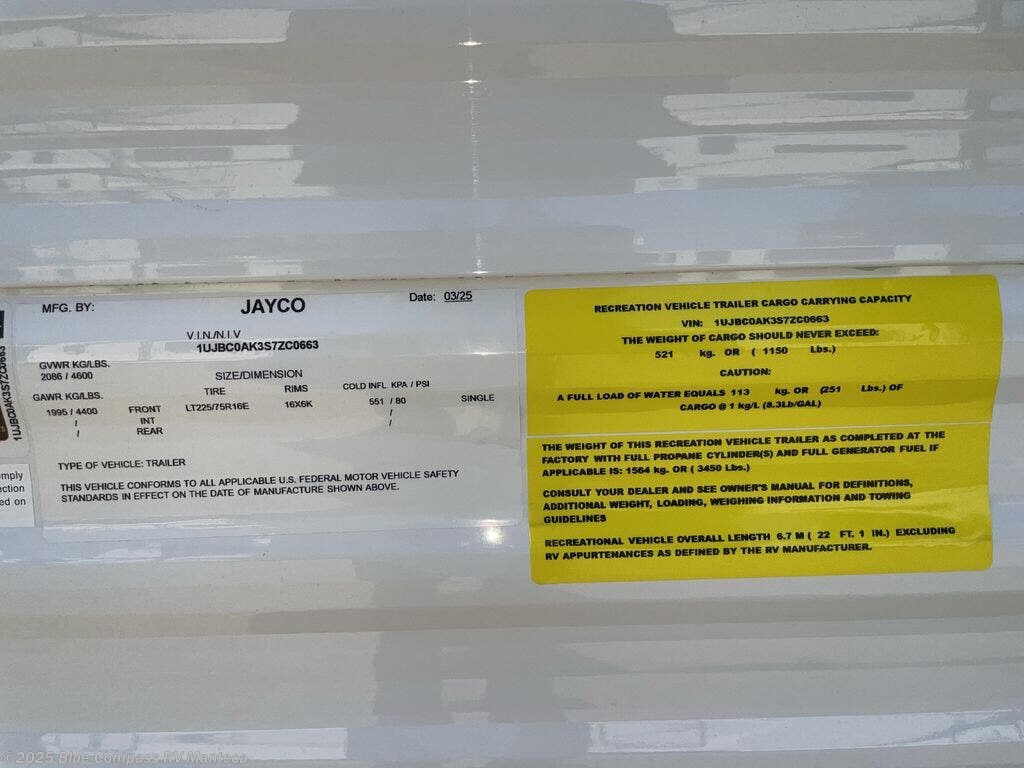 MFG. BY: JAYCO Date: 03/25
V.I.N./N.I.V
1UJBC0AK3S7ZC0663
GVWR KG/LBS.
2086 / 4600
SIZE/DIMENSION
GAWR KG/LBS. TIRE RIMS COLD INFL. KPA / PSI
1995 / 4400 FRONT LT225/75R16E 16X6K 551 / 80 SINGLE
/ INT /
/ REAR
TYPE OF VEHICLE: TRAILER
THIS VEHICLE CONFORMS TO ALL APPLICABLE U.S. FEDERAL MOTOR VEHICLE SAFETY
STANDARDS IN EFFECT ON THE DATE OF MANUFACTURE SHOWN ABOVE.
1UJBC0AK3S7ZC0663
mply
ection
ed on
RECREATION VEHICLE TRAILER CARGO CARRYING CAPACITY
VIN: 1UJBC0AK3S7ZC0663
THE WEIGHT OF CARGO SHOULD NEVER EXCEED:
521 kg. OR ( 1150 Lbs.)
CAUTION:
A FULL LOAD OF WATER EQUALS 113 kg. OR (251 Lbs.) OF
CARGO @ 1 kg/L (8.3Lb/GAL)
THE WEIGHT OF THIS RECREATION VEHICLE TRAILER AS COMPLETED AT THE
FACTORY WITH FULL PROPANE CYLINDER(S) AND FULL GENERATOR FUEL IF
APPLICABLE IS: 1564 kg. OR ( 3450 Lbs.)
CONSULT YOUR DEALER AND SEE OWNER'S MANUAL FOR DEFINITIONS,
ADDITIONAL WEIGHT, LOADING, WEIGHING INFORMATION AND TOWING
GUIDELINES
RECREATIONAL VEHICLE OVERALL LENGTH 6.7 M ( 22 FT. 1 IN.) EXCLUDING
RV APPURTENANCES AS DEFINED BY THE RV MANUFACTURER.
©2025 Blue Compass RV Manteca